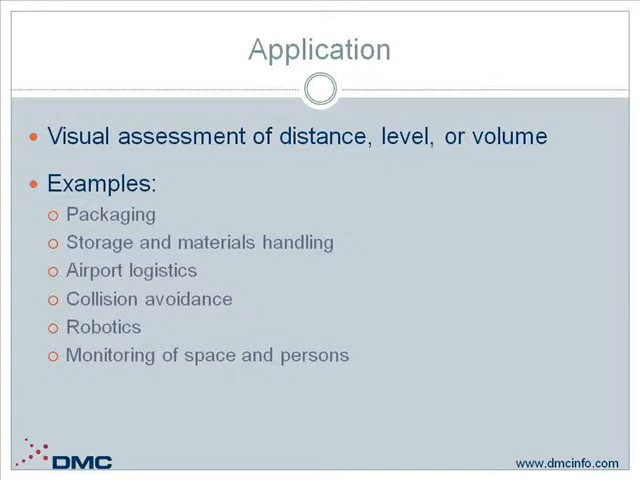 Application
Visual assessment of distance, level, or volume
Examples:
Packaging
Storage and materials handling
Airport logistics
Collision avoidance
Robotics
Monitoring of space and persons
DMC
www.dmcinfo.com